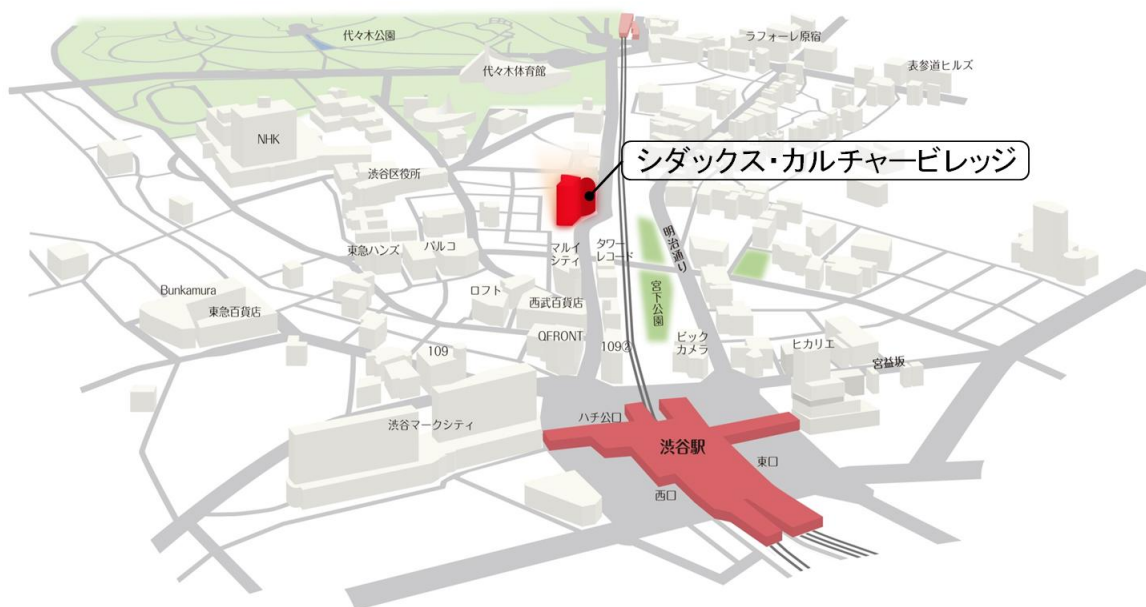 代々木公園
ラフォーレ原宿
代々木体育館
表参道ヒルズ
NHK
シダックス・カルチャービレッジ
渋谷区役所
明治通り
東急ハンズ
パルコ
マルイ
シティ
タワー
レコード
Bunkamura
東急百貨店
ロフト
西武百貨店
宮下公園
QFRONT
109②
ビック
カメラ
ヒカリエ
宮益坂
109
渋谷マークシティ
ハチ公口
渋谷駅
東口
西口